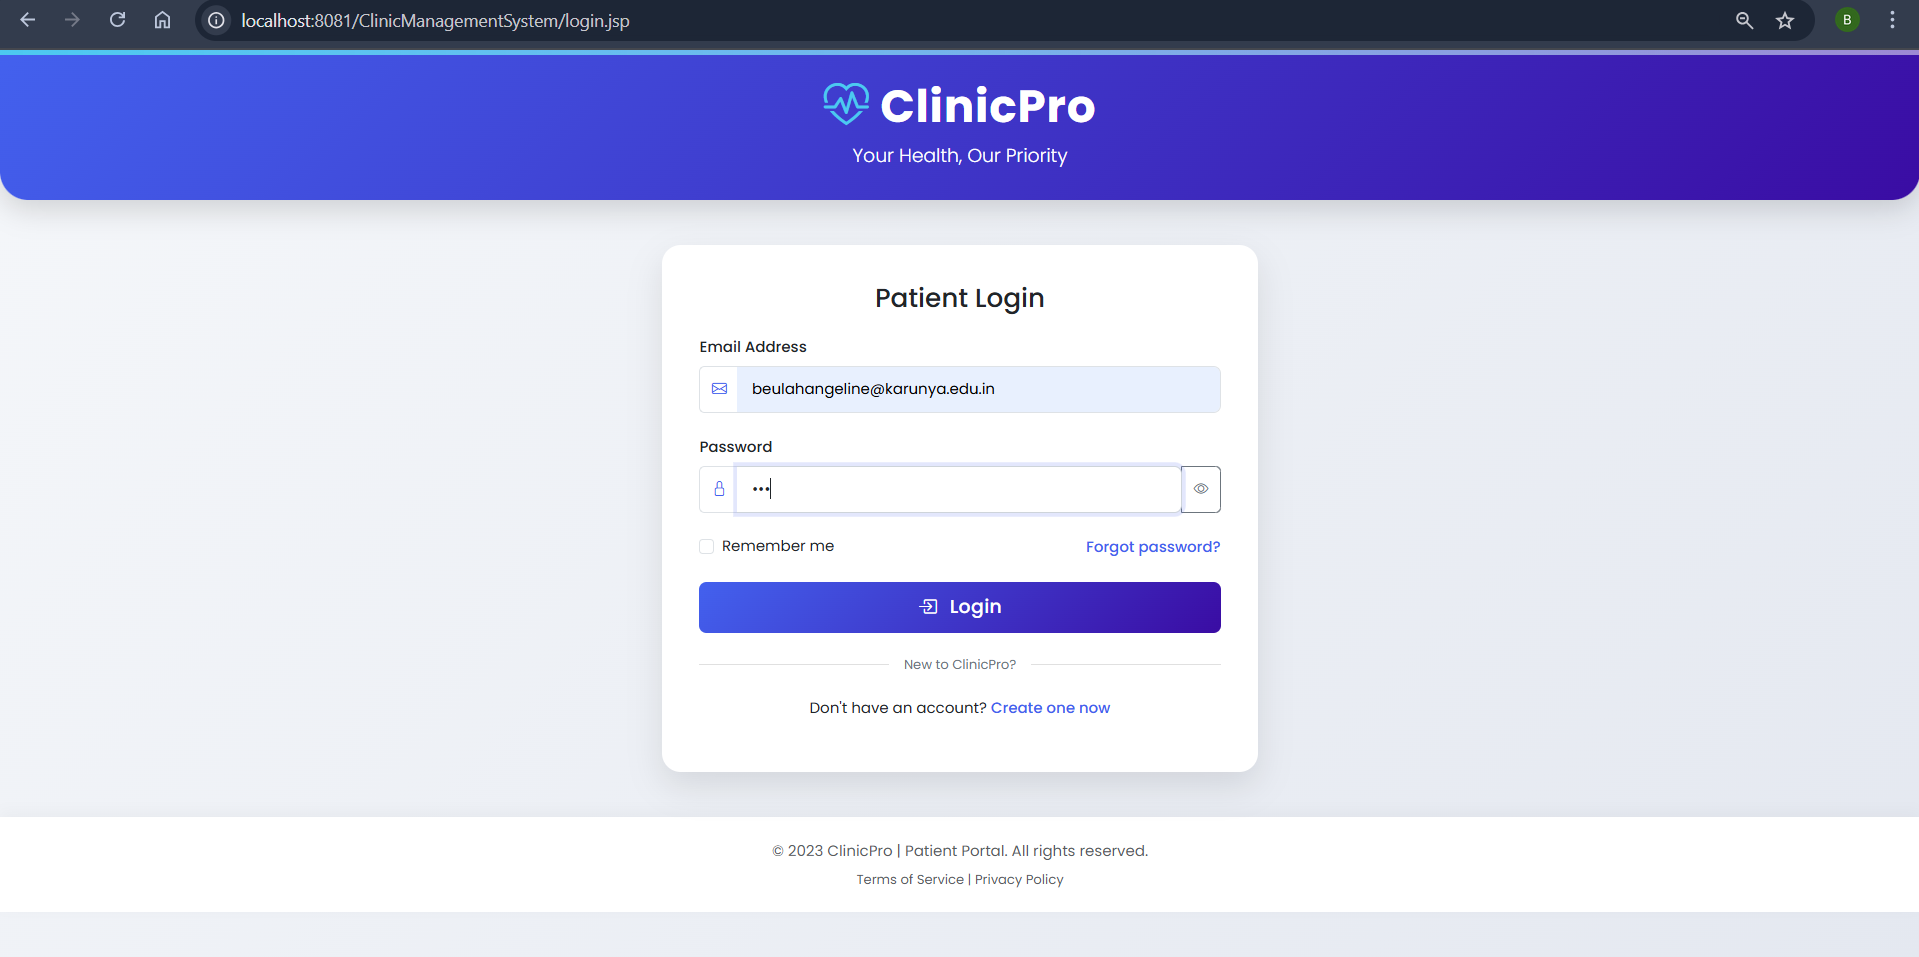 localhost:8081/ClinicManagementSystem/login.jsp
B
ClinicPro
Your Health, Our Priority
Patient Login
Email Address
beulahangeline@karunya.edu.in
Password
•••
Remember me
Forgot password?
Login
New to ClinicPro?
Don't have an account? Create one now
© 2023 ClinicPro | Patient Portal. All rights reserved.
Terms of Service | Privacy Policy